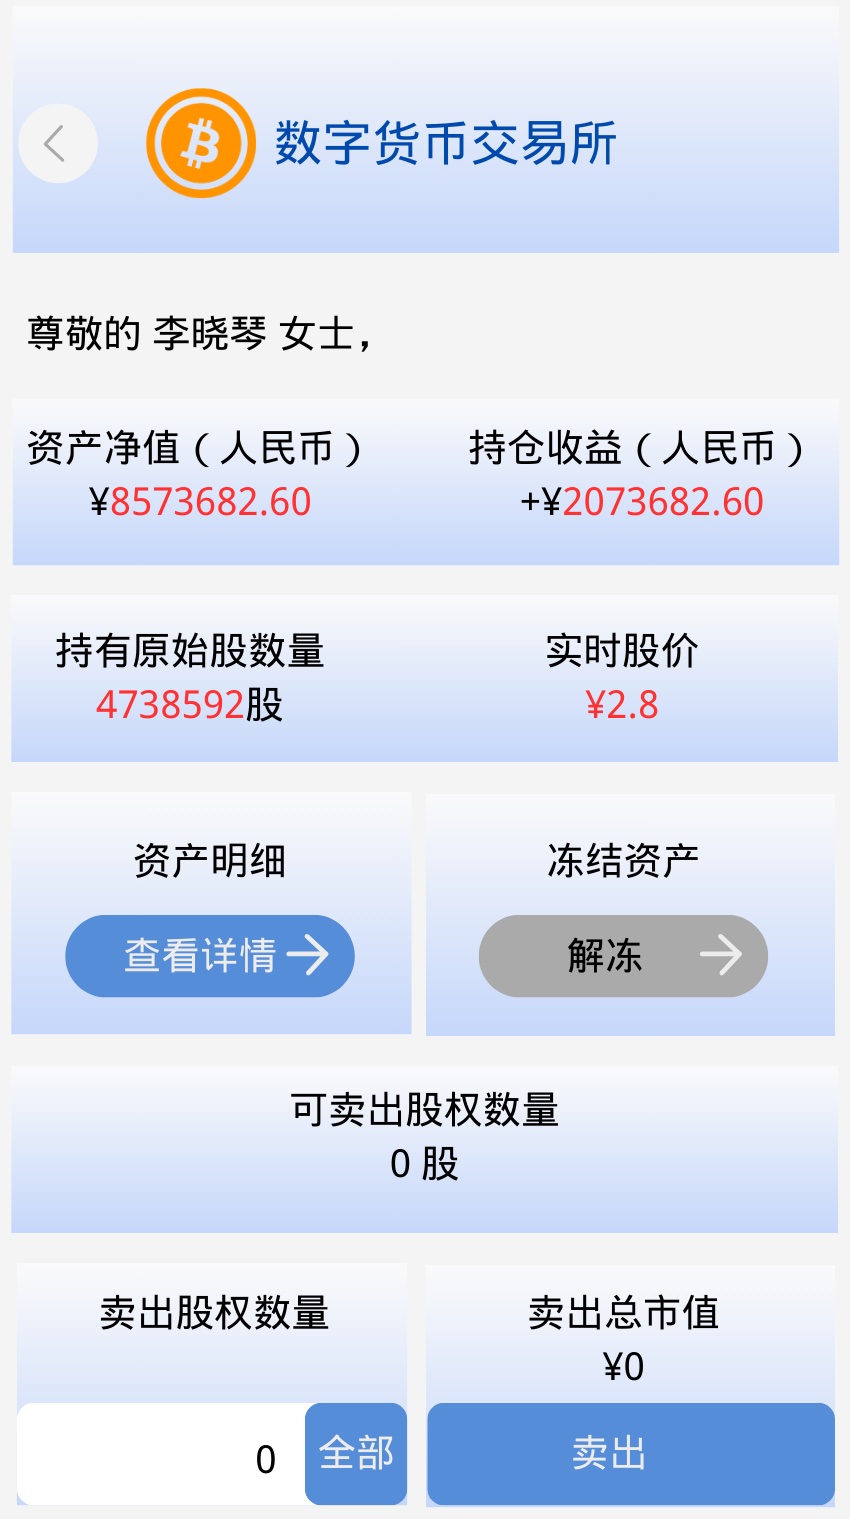 数字货币交易所
尊敬的 李晓琴 女士，
资产净值（人民币） 持仓收益（人民币）
¥8573682.60 +¥2073682.60
持有原始股数量 实时股价
4738592股 ¥2.8
资产明细 冻结资产
查看详情 解冻
可卖出股权数量
0 股
卖出股权数量 卖出总市值
¥0
0 全部 卖出